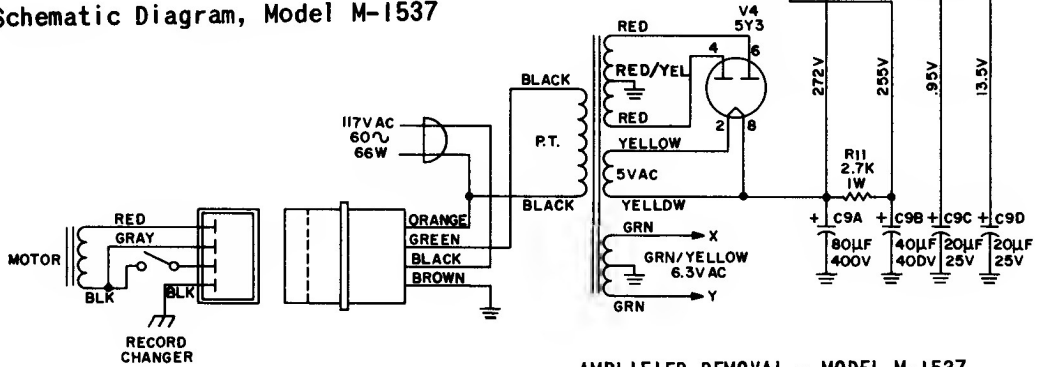 Schematic Diagram, Model M-1537
V4
5Y3
RED
4
6
RED/YEL
RED
BLACK
117VAC
60∿
66W
P.T.
2
8
YELLOW
5VAC
BLACK
YELLDW
272V
255V
.95V
13.5V
R11
2.7K
1W
+ C9A
80µF
400V
+ C9B
40µF
40DV
+ C9C
20µF
25V
+ C9D
20µF
25V
RED
GRAY
MOTOR
BLK
BLK
RECORD
CHANGER
ORANGE
GREEN
BLACK
BROWN
GRN
X
GRN/YELLOW
6.3VAC
Y
GRN
AMPLIFIER REMOVAL - MODEL M-1537